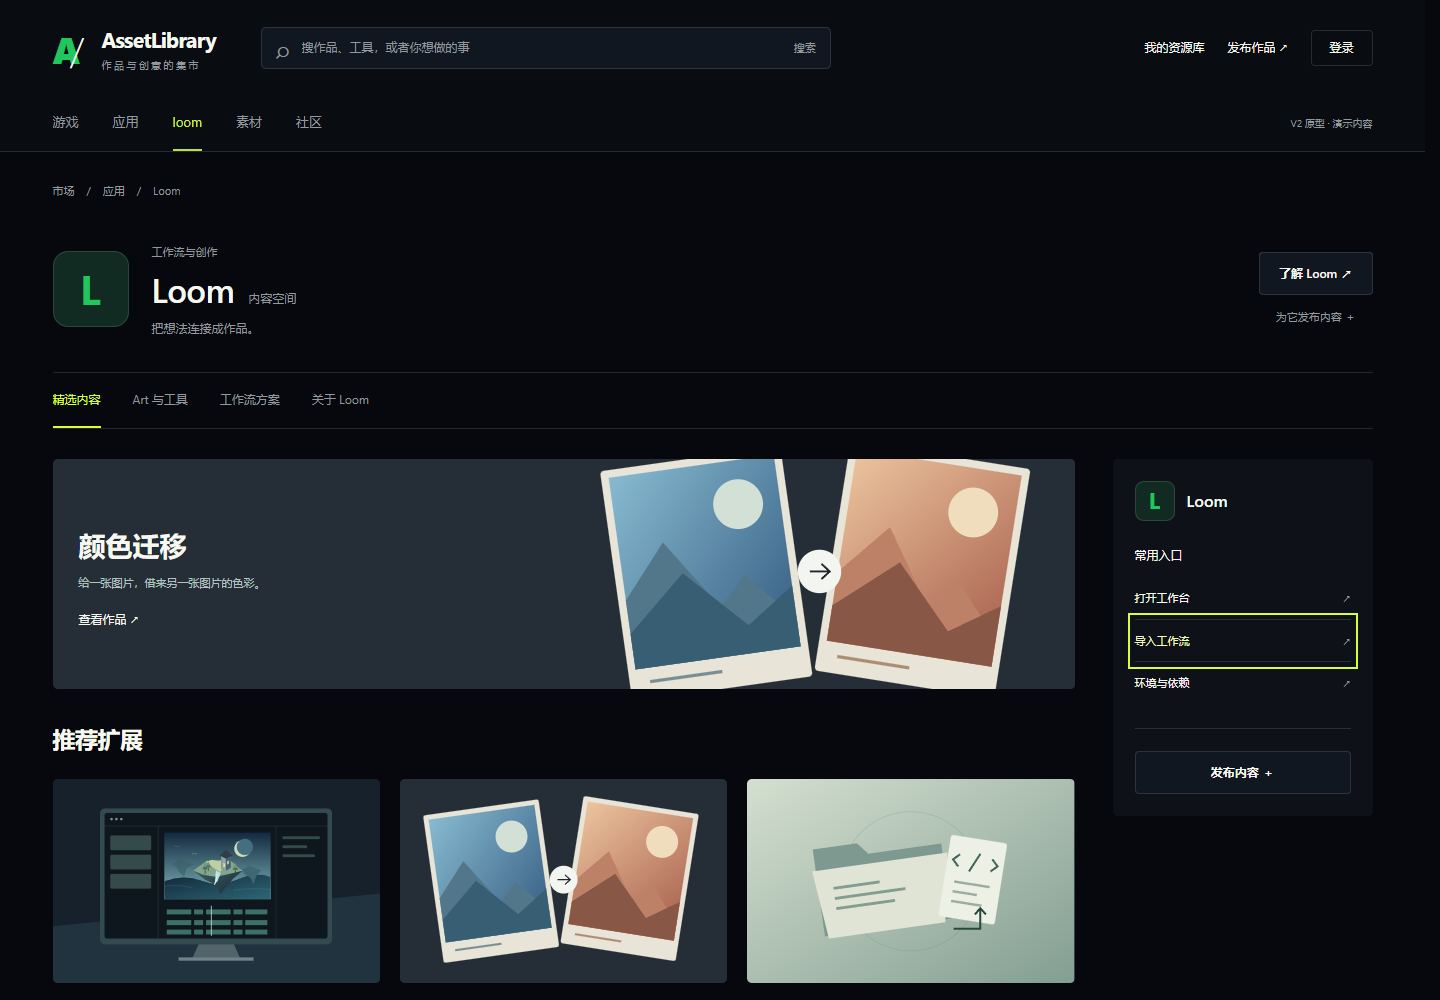 AssetLibrary
作品与创意的集市
搜作品、工具，或者你想做的事
搜索
我的资源库
发布作品 ↗
登录
游戏
应用
loom
素材
社区
V2 原型 · 演示内容
市场 / 应用 / Loom
工作流与创作
L
Loom 内容空间
把想法连接成作品。
了解 Loom ↗
为它发布内容 +
精选内容
Art 与工具
工作流方案
关于 Loom
颜色迁移
给一张图片，借来另一张图片的色彩。
查看作品 ↗
L Loom
常用入口
打开工作台 ↗
导入工作流 ↗
环境与依赖 ↗
发布内容 +
推荐扩展